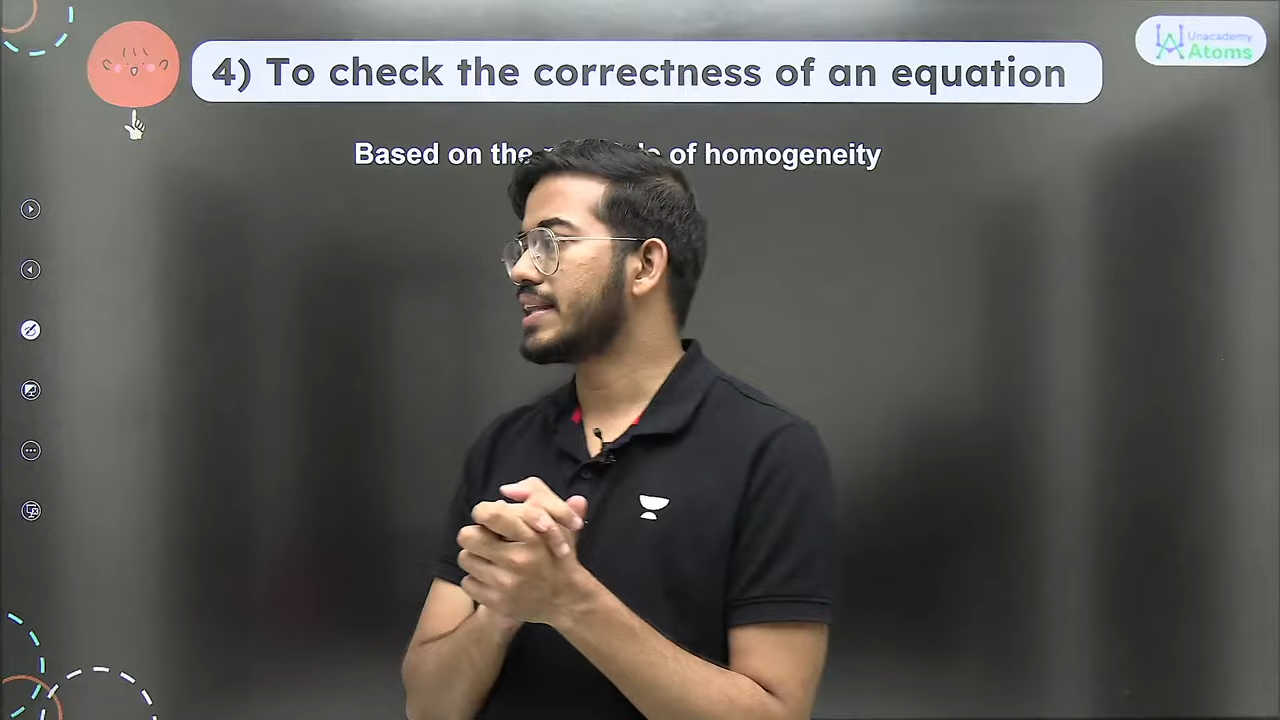 Unacademy
Atoms
4) To check the correctness of an equation
Based on the of homogeneity